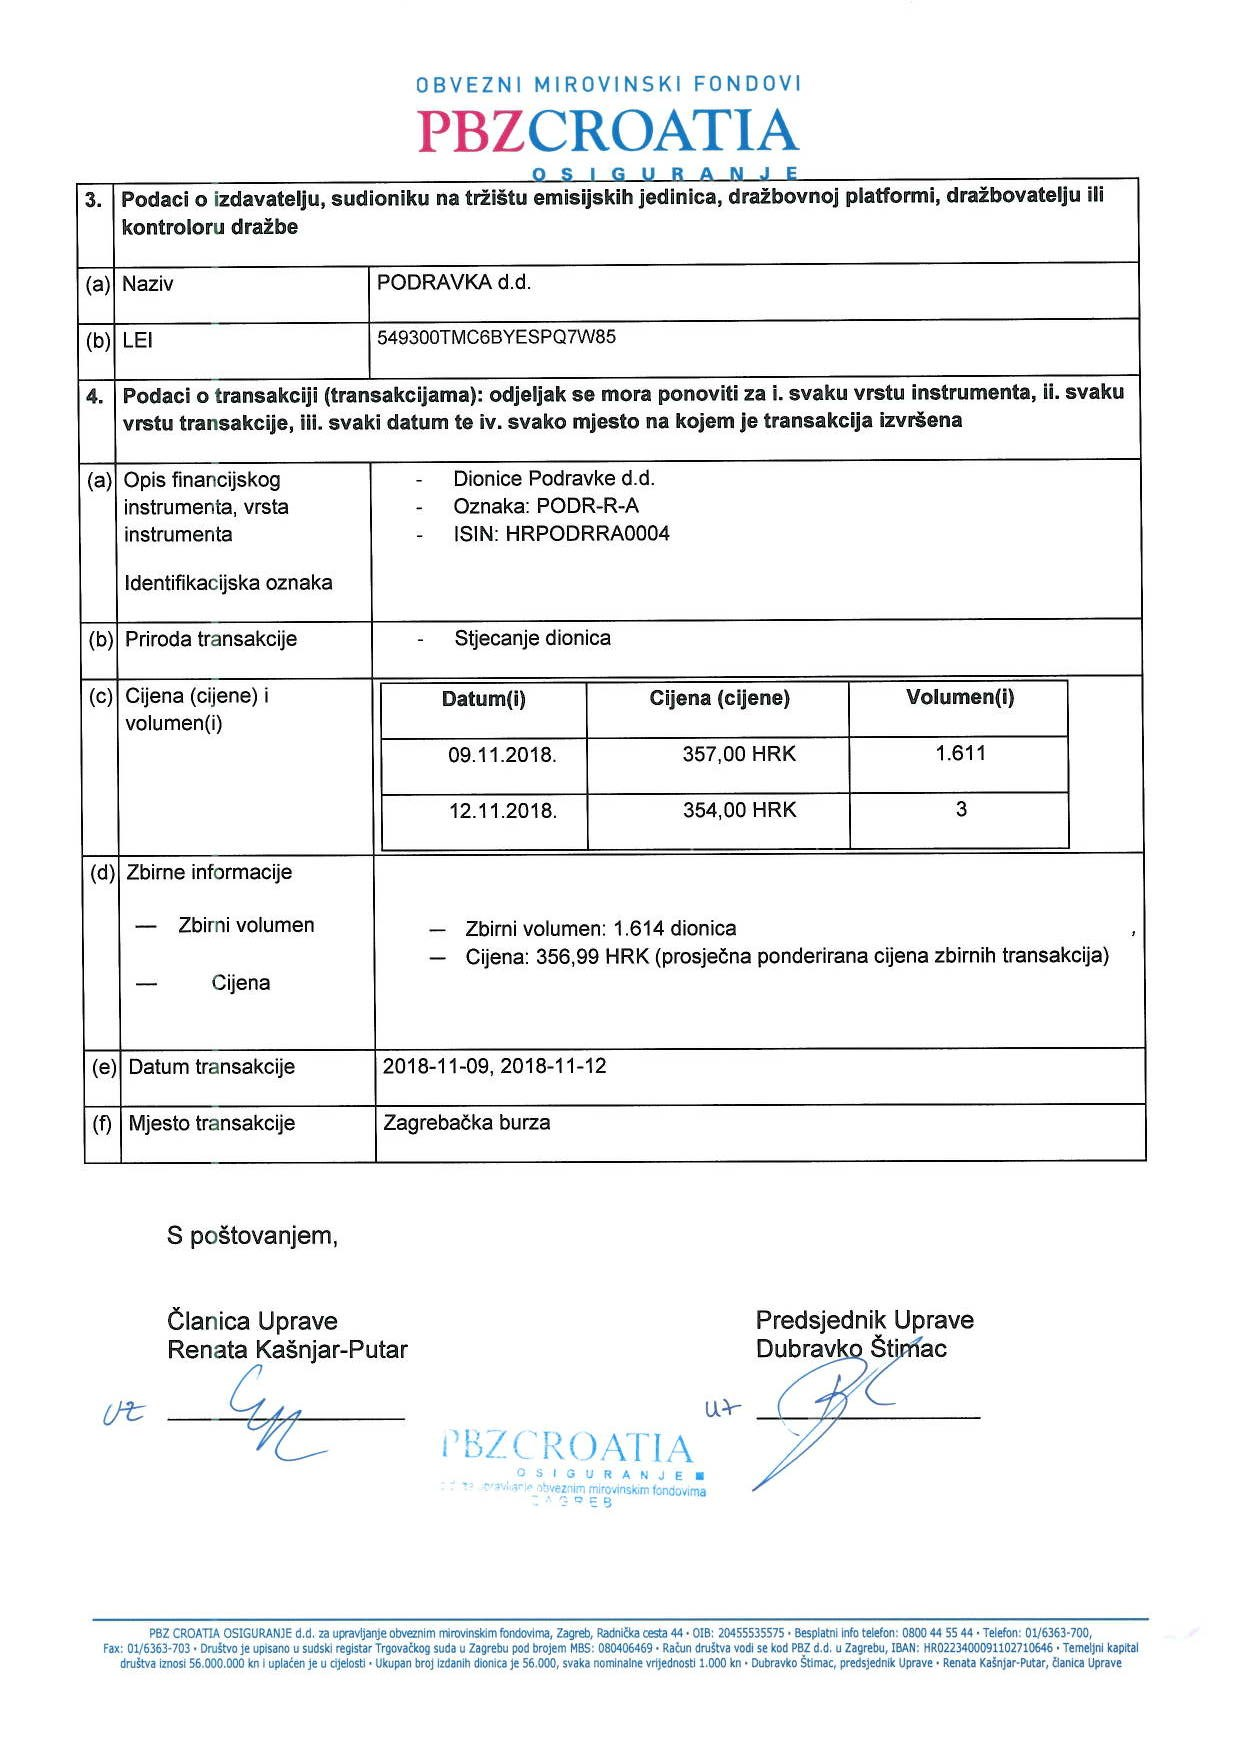 OBVEZNI MIROVINSKI FONDOVI
PBZCROATIA
OSIGURANJE
3. Podaci o izdavatelju, sudioniku na tržištu emisijskih jedinica, dražbovnoj platformi, dražbovatelju ili
kontroloru dražbe
(a) Naziv PODRAVKA d.d.
(b) LEI 549300TMC6BYESPQ7W85
4. Podaci o transakciji (transakcijama): odjeljak se mora ponoviti za i. svaku vrstu instrumenta, ii. svaku
vrstu transakcije, iii. svaki datum te iv. svako mjesto na kojem je transakcija izvršena
(a) Opis financijskog - Dionice Podravke d.d.
instrumenta, vrsta - Oznaka: PODR-R-A
instrumenta - ISIN: HRPODRRA0004
Identifikacijska oznaka
(b) Priroda transakcije - Stjecanje dionica
(c) Cijena (cijene) i Datum(i) Cijena (cijene) Volumen(i)
volumen(i)
09.11.2018. 357,00 HRK 1.611
12.11.2018. 354,00 HRK 3
(d) Zbirne informacije
— Zbirni volumen — Zbirni volumen: 1.614 dionica
— Cijena: 356,99 HRK (prosječna ponderirana cijena zbirnih transakcija)
— Cijena
(e) Datum transakcije 2018-11-09, 2018-11-12
(f) Mjesto transakcije Zagrebačka burza
S poštovanjem,
Članica Uprave Predsjednik Uprave
Renata Kašnjar-Putar Dubravko Štimac
PBZCROATIA
OSIGURANJE
za upravljanje obveznim mirovinskim fondovima
ZAGREB
PBZ CROATIA OSIGURANJE d.d. za upravljanje obveznim mirovinskim fondovima, Zagreb, Radnička cesta 44 • OIB: 20455535575 • Besplatni info telefon: 0800 44 55 44 • Telefon: 01/6363-700,
Fax: 01/6363-703 • Društvo je upisano u sudski registar Trgovačkog suda u Zagrebu pod brojem MBS: 080406469 • Račun društva vodi se kod PBZ d.d. u Zagrebu, IBAN: HR0223400091102710646 • Temeljni kapital
društva iznosi 56.000.000 kn i uplaćen je u cijelosti • Ukupan broj izdanih dionica je 56.000, svaka nominalne vrijednosti 1.000 kn • Dubravko Štimac, predsjednik Uprave • Renata Kašnjar-Putar, članica Uprave